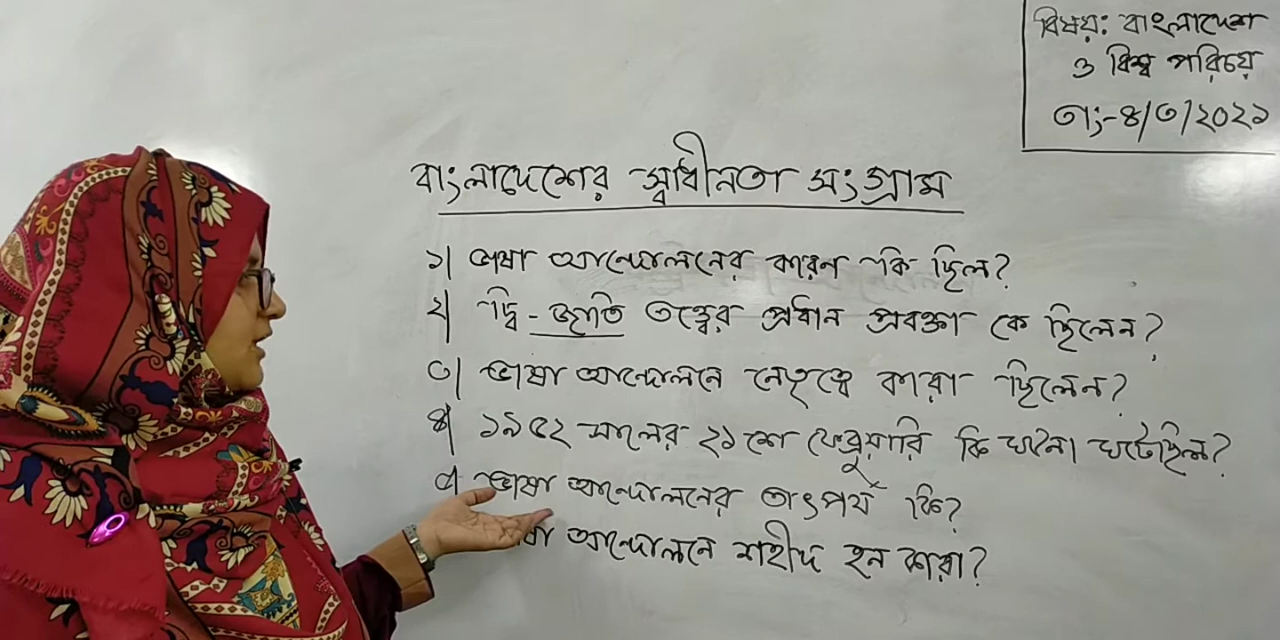 বিষয়: বাংলাদেশ
ও বিশ্ব পরিচয়
তাং-৪/৩/২০২১
বাংলাদেশের স্বাধীনতা সংগ্রাম
১| ভাষা আন্দোলনের কারণ কি ছিল?
২| দ্বি-জাতি তত্ত্বের প্রধান প্রবক্তা কে ছিলেন?
৩| ভাষা আন্দোলনে নেতৃত্বে কারা ছিলেন?
৪| ১৯৫২ সালের ২১ শে ফেব্রুয়ারি কি ঘটনা ঘটেছিল?
৫| ভাষা আন্দোলনের তাৎপর্য কি?
আন্দোলনে শহীদ হন কারা?